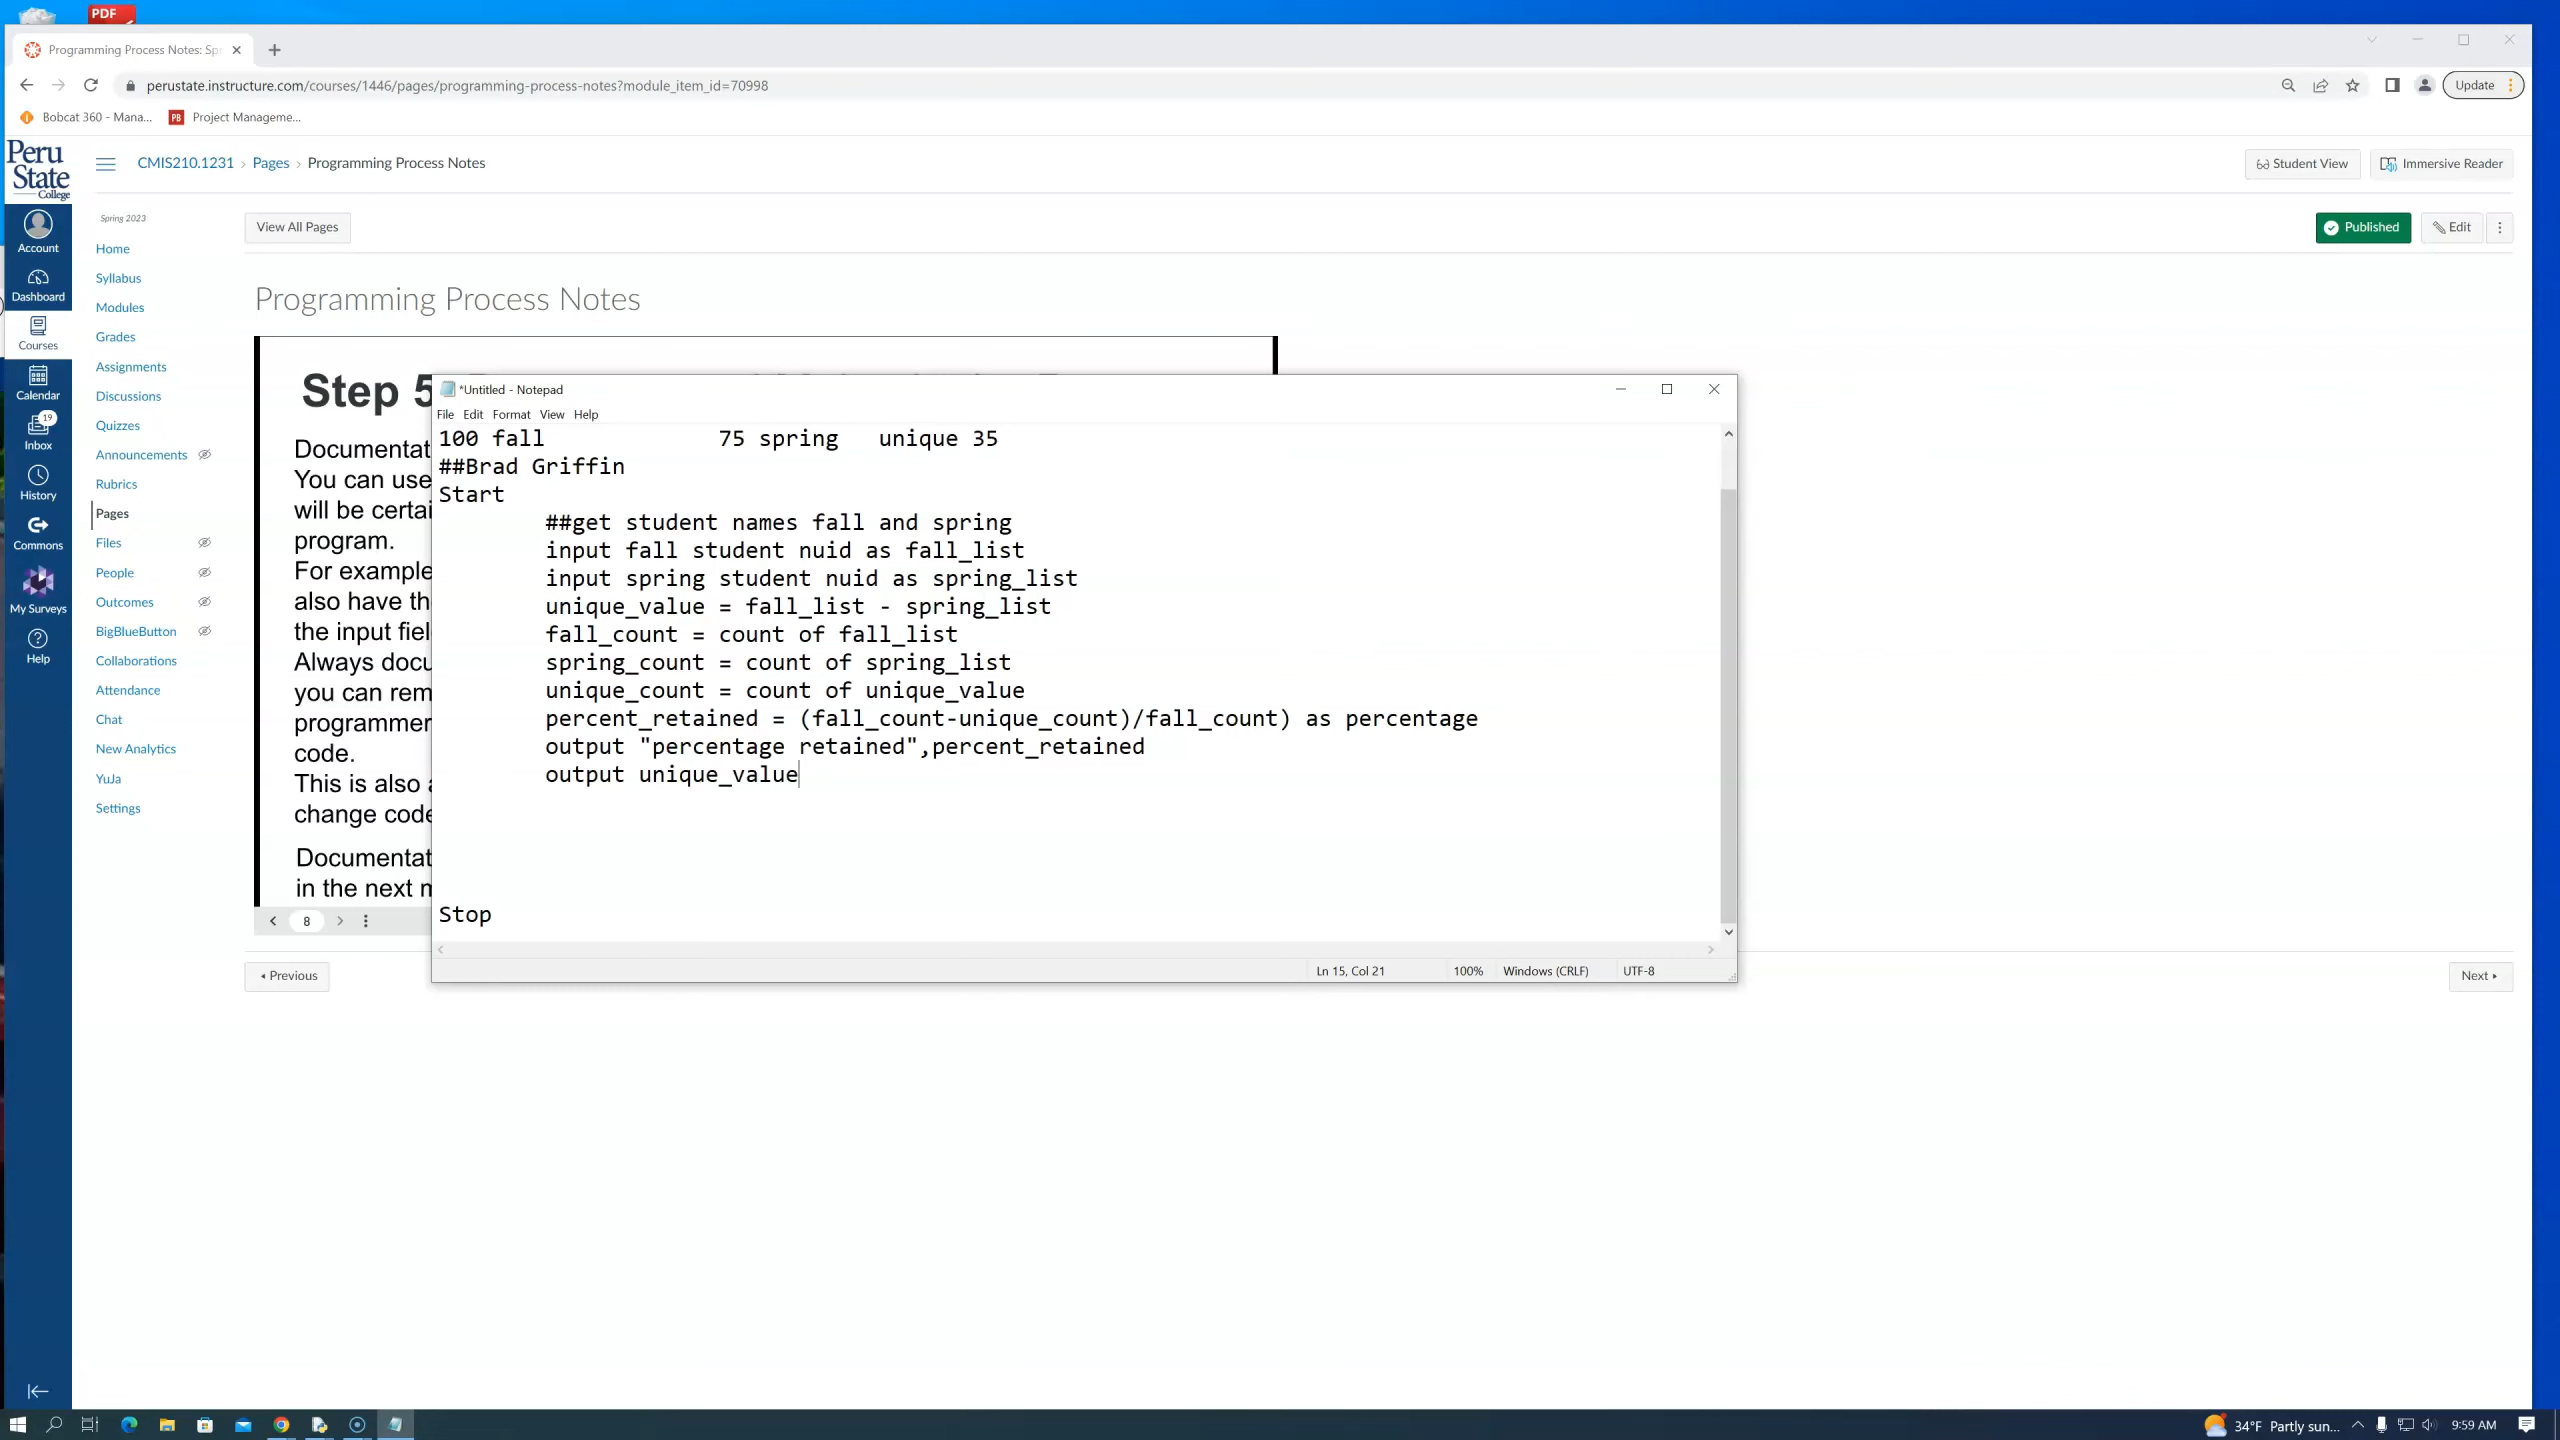 PDF
Programming Process Notes: Sp
perustate.instructure.com/courses/1446/pages/programming-process-notes?module_item_id=70998
Update
Bobcat 360 - Mana...
PB Project Manageme...
Peru
State
College
CMIS210.1231 › Pages › Programming Process Notes
Student View
Immersive Reader
Account
Dashboard
Courses
Calendar
19
Inbox
History
Commons
My Surveys
Help
Spring 2023
Home
Syllabus
Modules
Grades
Assignments
Discussions
Quizzes
Announcements
Rubrics
Pages
Files
People
Outcomes
BigBlueButton
Collaborations
Attendance
Chat
New Analytics
YuJa
Settings
View All Pages
Published
Edit
Programming Process Notes
Step 5
Documentat
You can use
will be certai
program.
For example
also have th
the input fiel
Always docu
you can rem
programmer
code.
This is also
change code
Documentat
in the next m
8
Previous
Next
*Untitled - Notepad
File Edit Format View Help
100 fall 75 spring unique 35
##Brad Griffin
Start
##get student names fall and spring
input fall student nuid as fall_list
input spring student nuid as spring_list
unique_value = fall_list - spring_list
fall_count = count of fall_list
spring_count = count of spring_list
unique_count = count of unique_value
percent_retained = (fall_count-unique_count)/fall_count) as percentage
output "percentage retained",percent_retained
output unique_value
Stop
Ln 15, Col 21
100%
Windows (CRLF)
UTF-8
34°F Partly sun...
9:59 AM